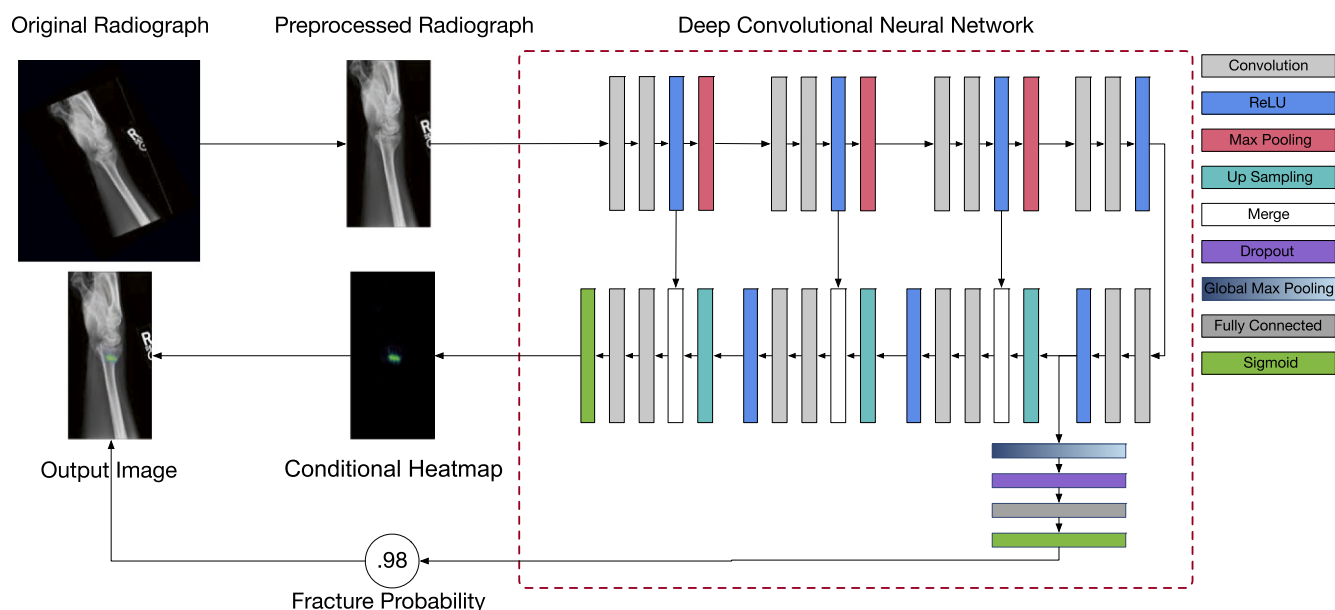 Original Radiograph
Preprocessed Radiograph
Deep Convolutional Neural Network
Convolution
ReLU
Max Pooling
Up Sampling
Merge
Dropout
Global Max Pooling
Fully Connected
Sigmoid
Output Image
Conditional Heatmap
.98
Fracture Probability